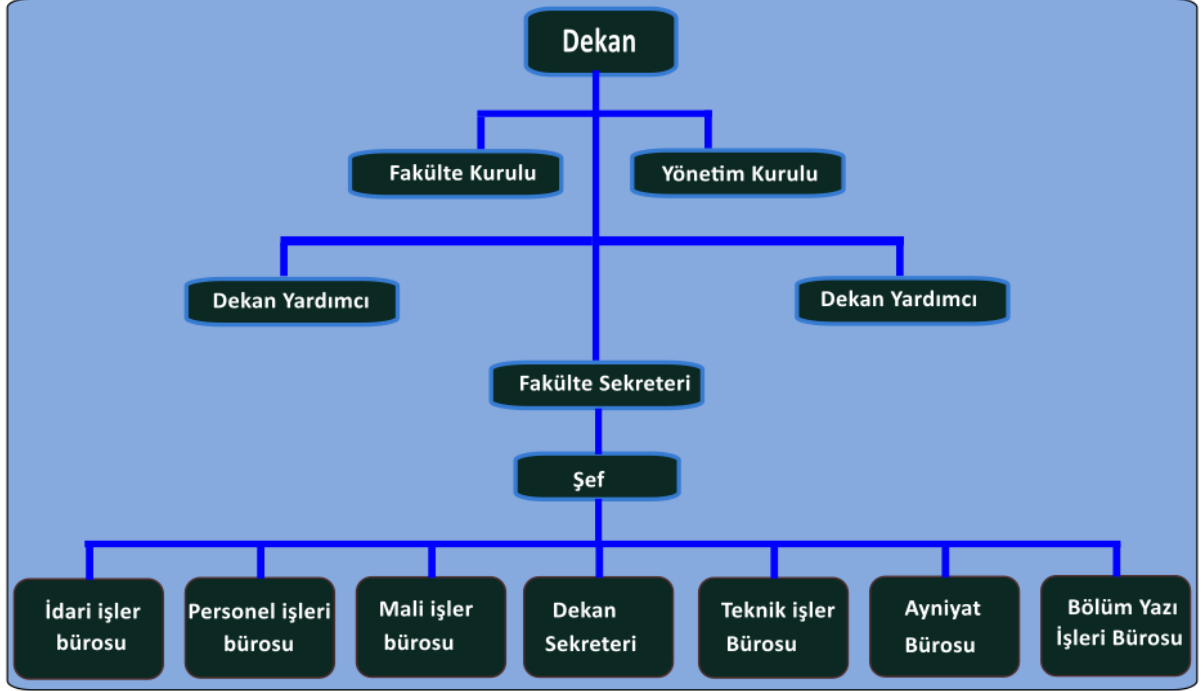 Dekan
Fakülte Kurulu
Yönetim Kurulu
Dekan Yardımcı
Dekan Yardımcı
Fakülte Sekreteri
Şef
İdari işler
bürosu
Personel işleri
bürosu
Mali işler
bürosu
Dekan
Sekreteri
Teknik işler
Bürosu
Ayniyat
Bürosu
Bölüm Yazı
İşleri Bürosu